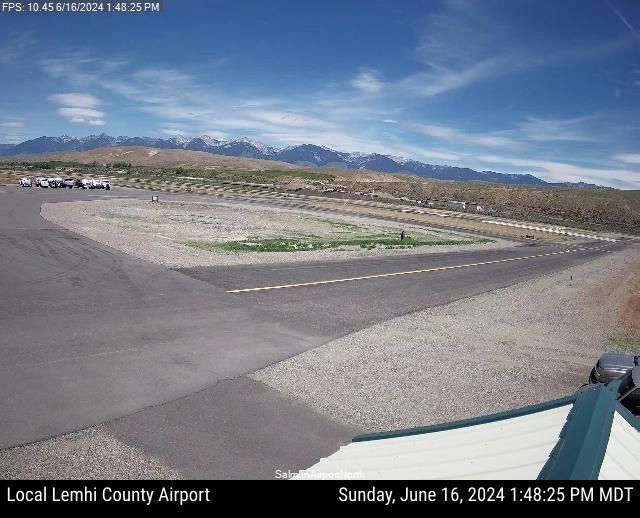 FPS: 10.45 6/16/2024 1:48:25 PM
SalmonAirportNorth
Local Lemhi County Airport Sunday, June 16, 2024 1:48:25 PM MDT